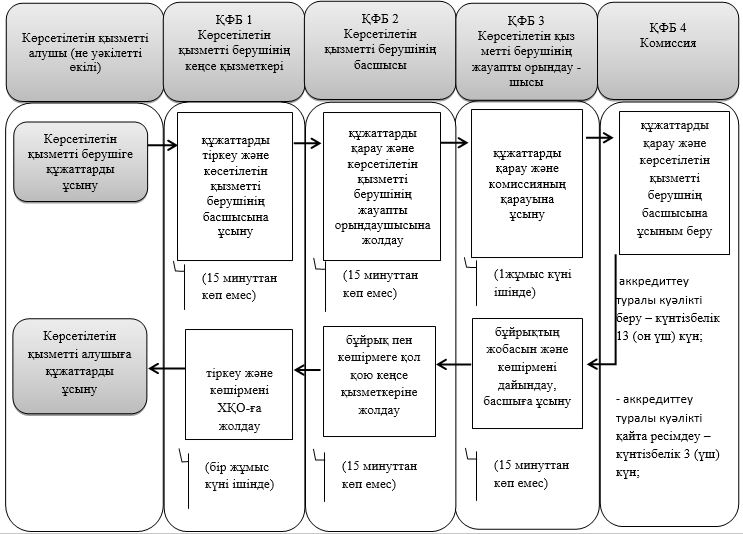 Көрсетілетін қызметті
алушы (не уәкілетті
өкілі)
ҚФБ 1
Көрсетілетін
қызметті берушінің
кеңсе қызметкері
ҚФБ 2
Көрсетілетін
қызметті берушінің
басшысы
ҚФБ 3
Көрсетілетін қыз
метті берушінің
жауапты орындау -
шысы
ҚФБ 4
Комиссия
Көрсетілетін
қызметті берушіге
құжаттарды
ұсыну
құжаттарды
тіркеу және
көсетілетін
қызметті
берушінің
басшысына
ұсыну
(15 минуттан
көп емес)
құжаттарды
қарау және
көрсетілетін
қызметті
берушінің
жауапты
орындаушысына
жолдау
(15 минуттан
көп емес)
құжаттарды
қарау және
комиссияның
қарауына
ұсыну
(1жұмыс күні
ішінде)
құжаттарды
қарау және
көрсетілетін
қызметті
берушнің
басшысына
ұсыным беру
аккредиттеу
туралы куәлікті
беру – күнтізбелік
13 (он үш) күн;
- аккредиттеу
туралы куәлікті
қайта ресімдеу –
күнтізбелік 3 (үш)
күн;
Көрсетілетін
қызметті алушыға
құжаттарды
ұсыну
тіркеу және
көшірмені
ХҚО-ға
жолдау
(бір жұмыс
күні ішінде)
бұйрық пен
көшірмеге қол
қою кеңсе
қызметкеріне
жолдау
(15 минуттан
көп емес)
бұйрықтың
жобасын және
көшірмені
дайындау,
басшыға ұсыну
(15 минуттан
көп емес)